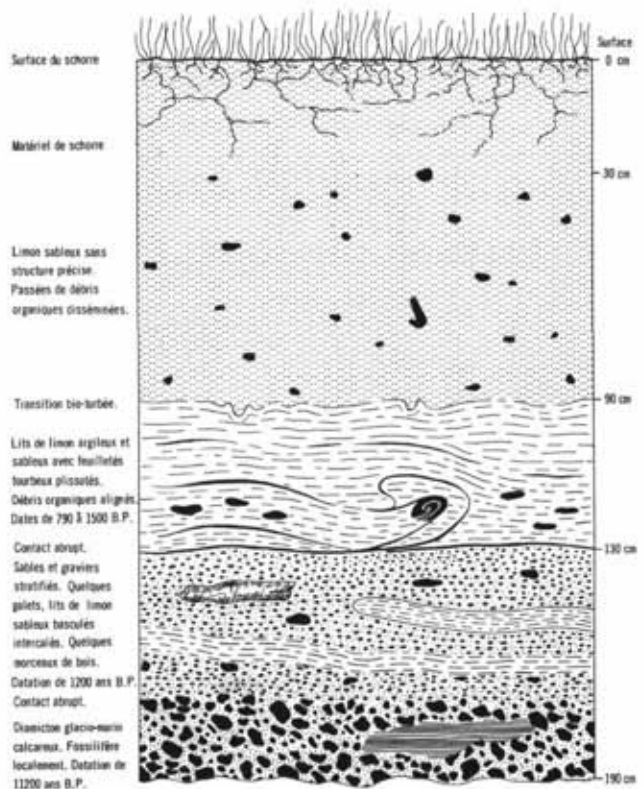 Surface du schorre
Matériel de schorre
Limon sableux sans
structure précise.
Passées de débris
organiques disséminées.
Transition bio-turbée.
Lits de limon argileux et
sableux avec feuilletés
tourbeux plissotés.
Débris organiques alignés.
Dates de 790 à 1500 B.P.
Contact abrupt.
Sables et graviers
stratifiés. Quelques
galets, lits de limon
sableux basculés
intercalés. Quelques
morceaux de bois.
Datation de 1200 ans B.P.
Contact abrupt.
Diamicton glacio-marin
calcareux. Fossilifère
localement. Datation de
11200 ans B.P.
Surface
0 cm
30 cm
90 cm
130 cm
190 cm